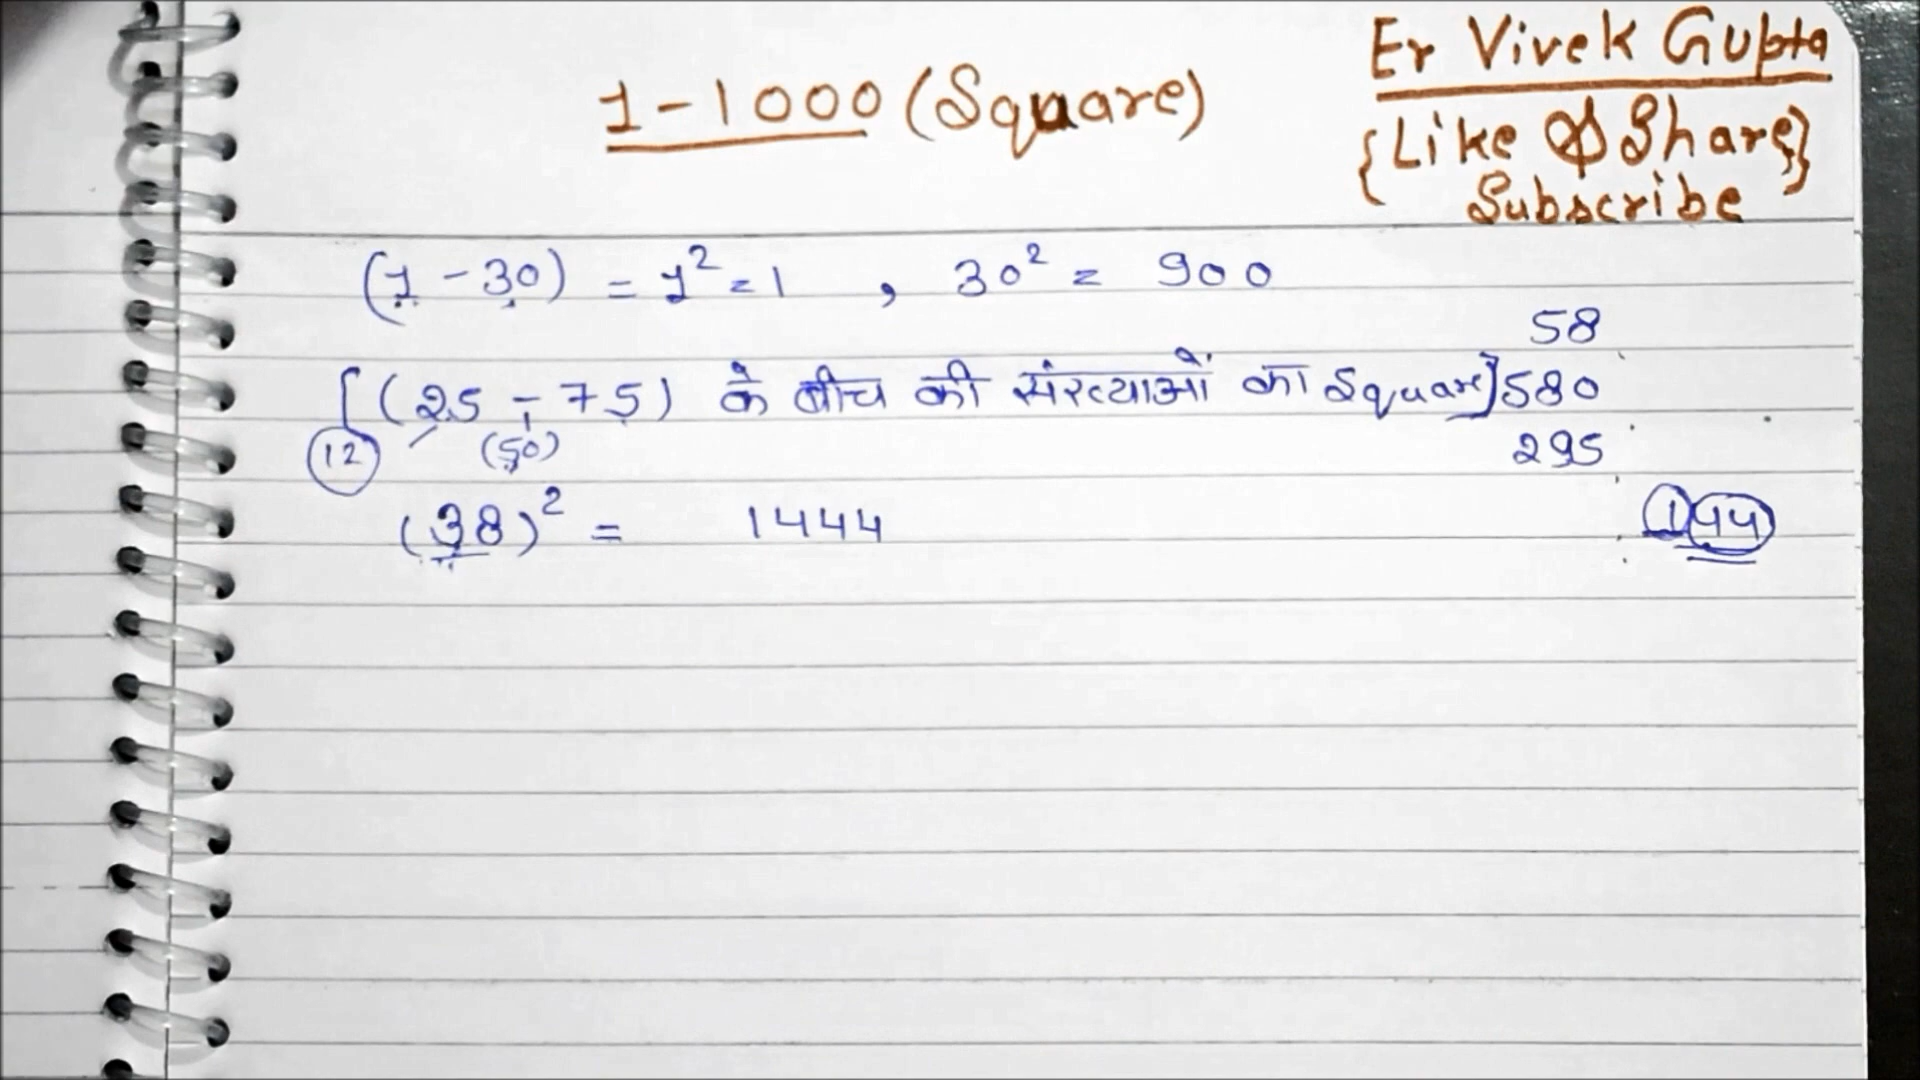 1-1000 (Square)
Er Vivek Gupta
{Like & Share}
Subscribe
(1 - 30) = 1² = 1 , 30² = 900
58
[(25 - 75) के बीच की संख्याओं का Square]
580
12
(50)
295
(38)² = 1444
144